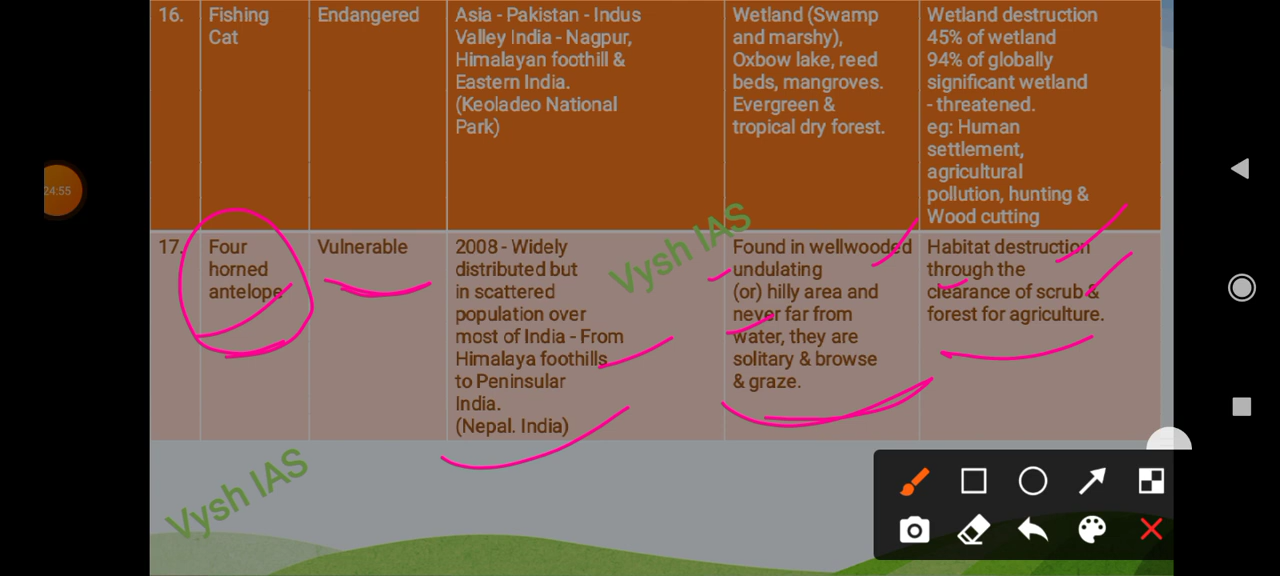 16.
Fishing
Cat
Endangered
Asia - Pakistan - Indus
Valley India - Nagpur,
Himalayan foothill &
Eastern India.
(Keoladeo National
Park)
Wetland (Swamp
and marshy),
Oxbow lake, reed
beds, mangroves.
Evergreen &
tropical dry forest.
Wetland destruction
45% of wetland
94% of globally
significant wetland
- threatened.
eg: Human
settlement,
agricultural
pollution, hunting &
Wood cutting
24:55
17.
Four
horned
antelope
Vulnerable
2008 - Widely
distributed but
in scattered
population over
most of India - From
Himalaya foothills
to Peninsular
India.
(Nepal. India)
Found in wellwooded
undulating
(or) hilly area and
never far from
water, they are
solitary & browse
& graze.
Habitat destruction
through the
clearance of scrub &
forest for agriculture.
Vysh IAS
Vysh IAS